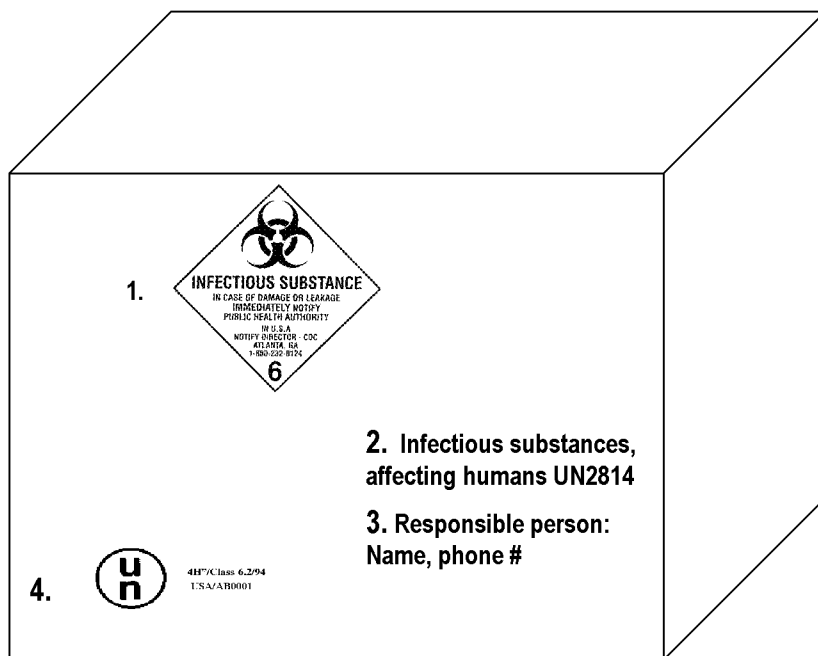 1.
INFECTIOUS SUBSTANCE
IN CASE OF DAMAGE OR LEAKAGE
IMMEDIATELY NOTIFY
PUBLIC HEALTH AUTHORITY
IN U.S.A
NOTIFY DIRECTOR - CDC
ATLANTA, GA
6
2. Infectious substances,
affecting humans UN2814
3. Responsible person:
Name, phone #
4.
un
/Class 6.2/94
USA/AB0001